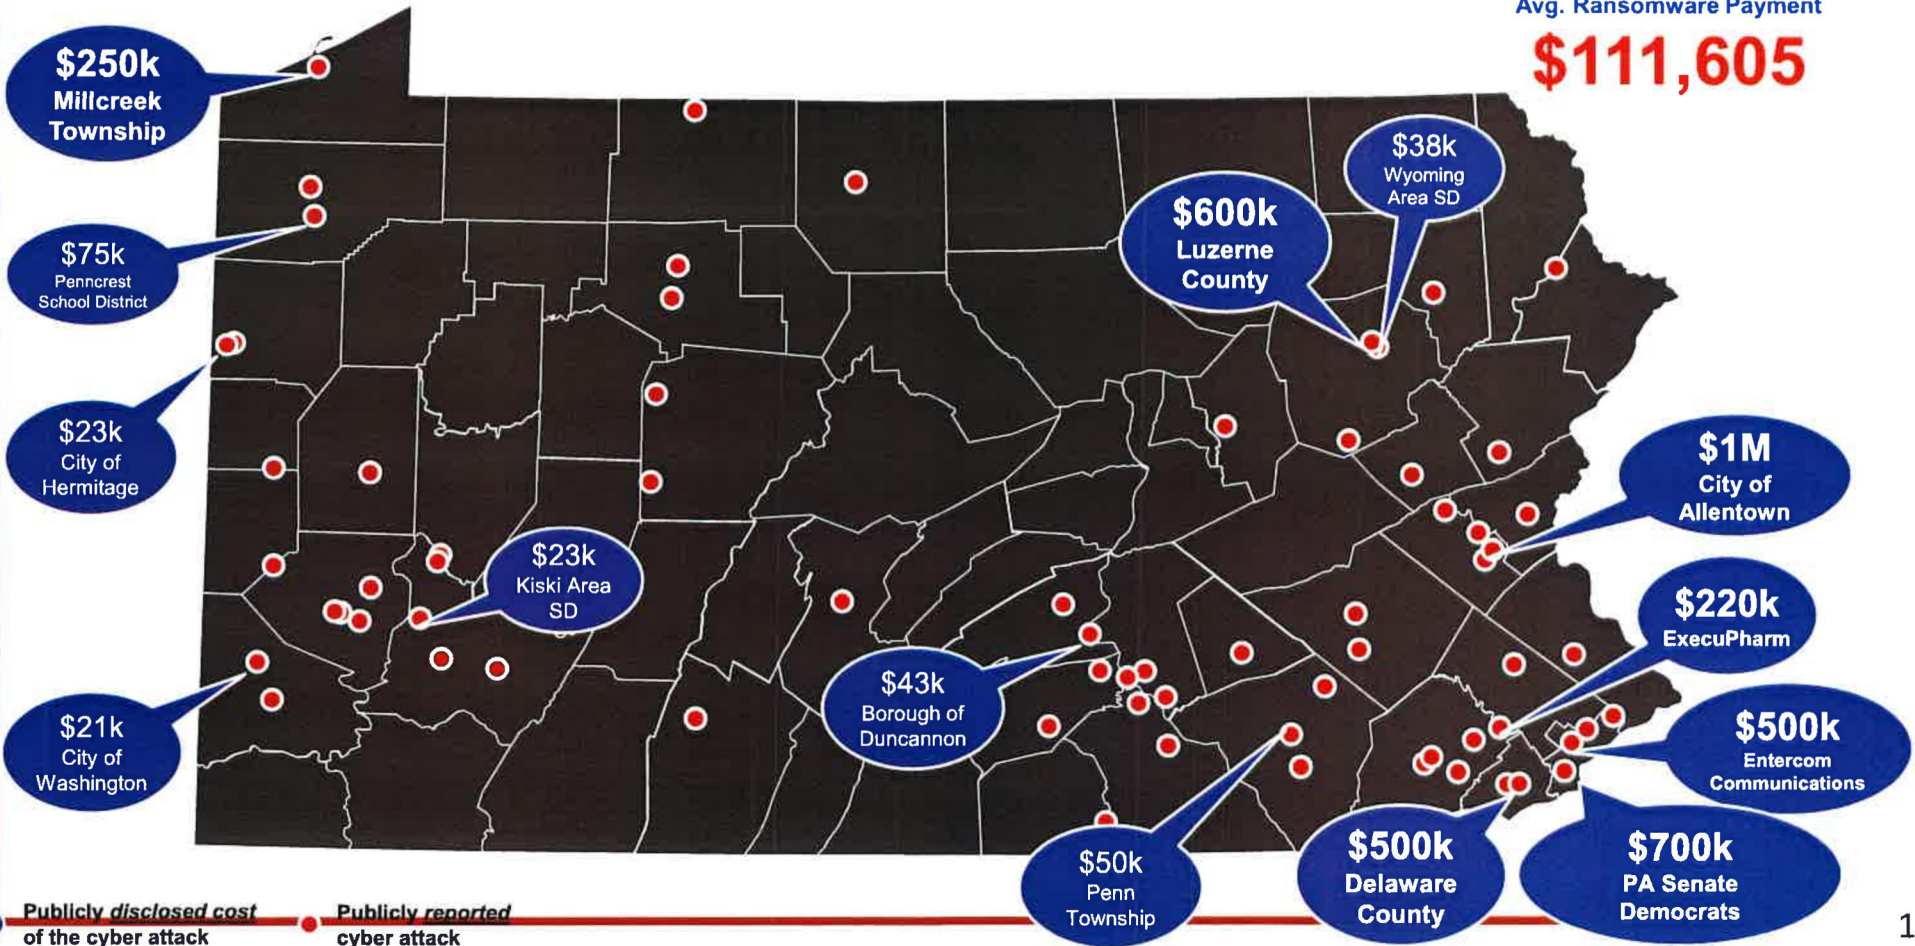 Avg. Ransomware Payment
$111,605
$250k
Millcreek
Township
$38k
Wyoming
Area SD
$600k
Luzerne
County
$75k
Penncrest
School District
$23k
City of
Hermitage
$1M
City of
Allentown
$23k
Kiski Area
SD
$220k
ExecuPharm
$43k
Borough of
Duncannon
$21k
City of
Washington
$500k
Entercom
Communications
$50k
Penn
Township
$500k
Delaware
County
$700k
PA Senate
Democrats
Publicly disclosed cost
of the cyber attack
Publicly reported
cyber attack
1